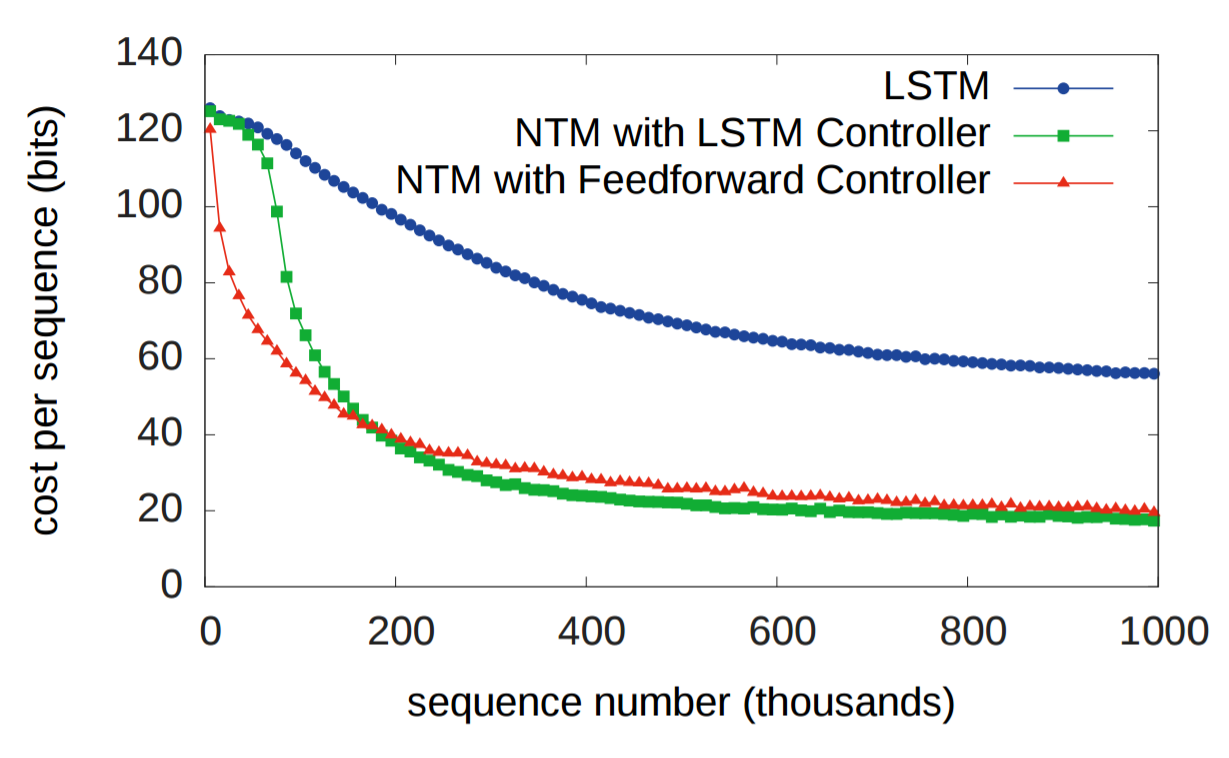 140
120
100
80
60
40
20
0
cost per sequence (bits)
LSTM
NTM with LSTM Controller
NTM with Feedforward Controller
0 200 400 600 800 1000
sequence number (thousands)